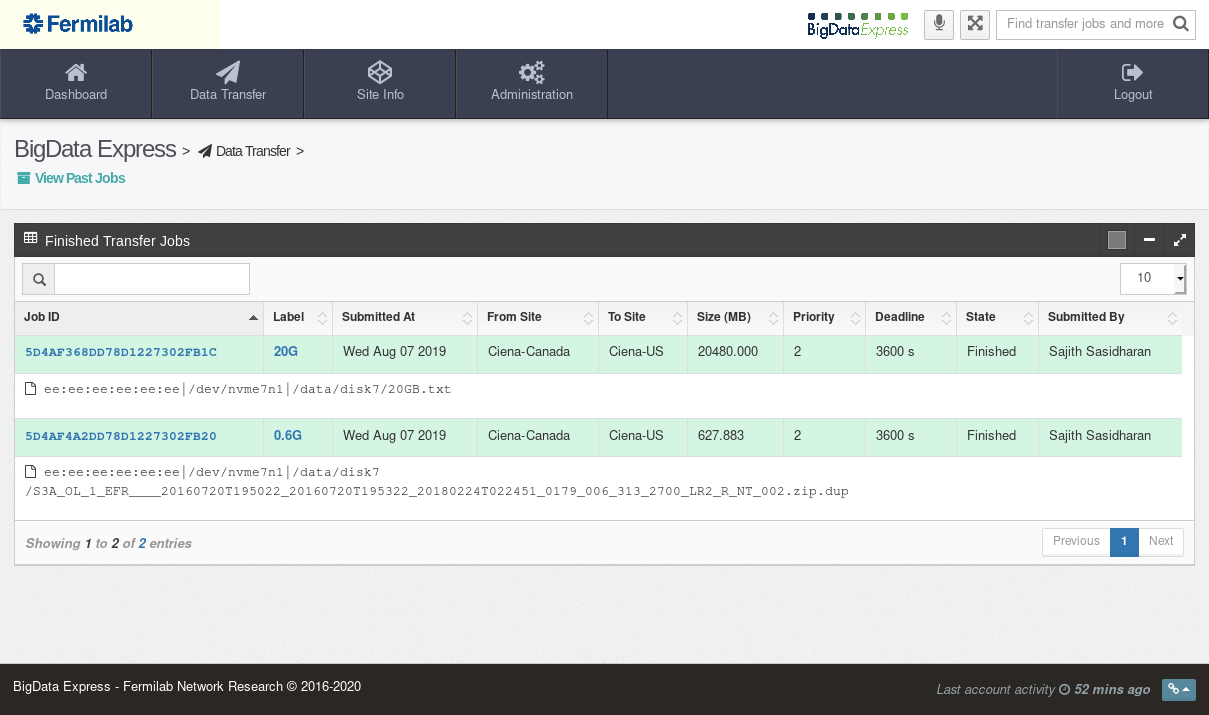 Fermilab
BigDataExpress
Find transfer jobs and more
Dashboard
Data Transfer
Site Info
Administration
Logout
BigData Express > Data Transfer >
View Past Jobs
Finished Transfer Jobs
10
Job ID Label Submitted At From Site To Site Size (MB) Priority Deadline State Submitted By
5D4AF368DD78D1227302FB1C 20G Wed Aug 07 2019 Ciena-Canada Ciena-US 20480.000 2 3600 s Finished Sajith Sasidharan
ee:ee:ee:ee:ee:ee|/dev/nvme7n1|/data/disk7/20GB.txt
5D4AF4A2DD78D1227302FB20 0.6G Wed Aug 07 2019 Ciena-Canada Ciena-US 627.883 2 3600 s Finished Sajith Sasidharan
ee:ee:ee:ee:ee:ee|/dev/nvme7n1|/data/disk7
/S3A_OL_1_EFR____20160720T195022_20160720T195322_20180224T022451_0179_006_313_2700_LR2_R_NT_002.zip.dup
Showing 1 to 2 of 2 entries
Previous 1 Next
BigData Express - Fermilab Network Research © 2016-2020
Last account activity 52 mins ago